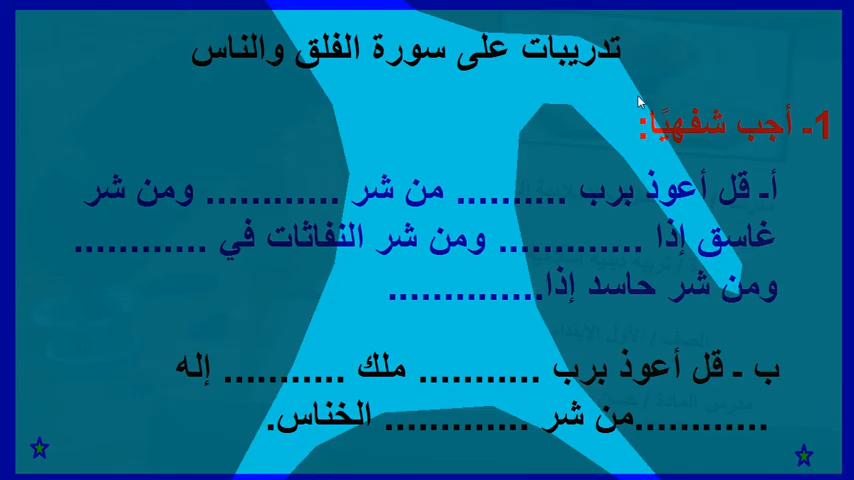 تدريبات على سورة الفلق والناس
1- أجب شفهيًا:
أ- قل أعوذ برب .......... من شر ............ ومن شر
غاسق إذا ............. ومن شر النفاثات في ............
ومن شر حاسد إذا..............
ب - قل أعوذ برب ........... ملك ........... إله
............من شر ............. الخناس.